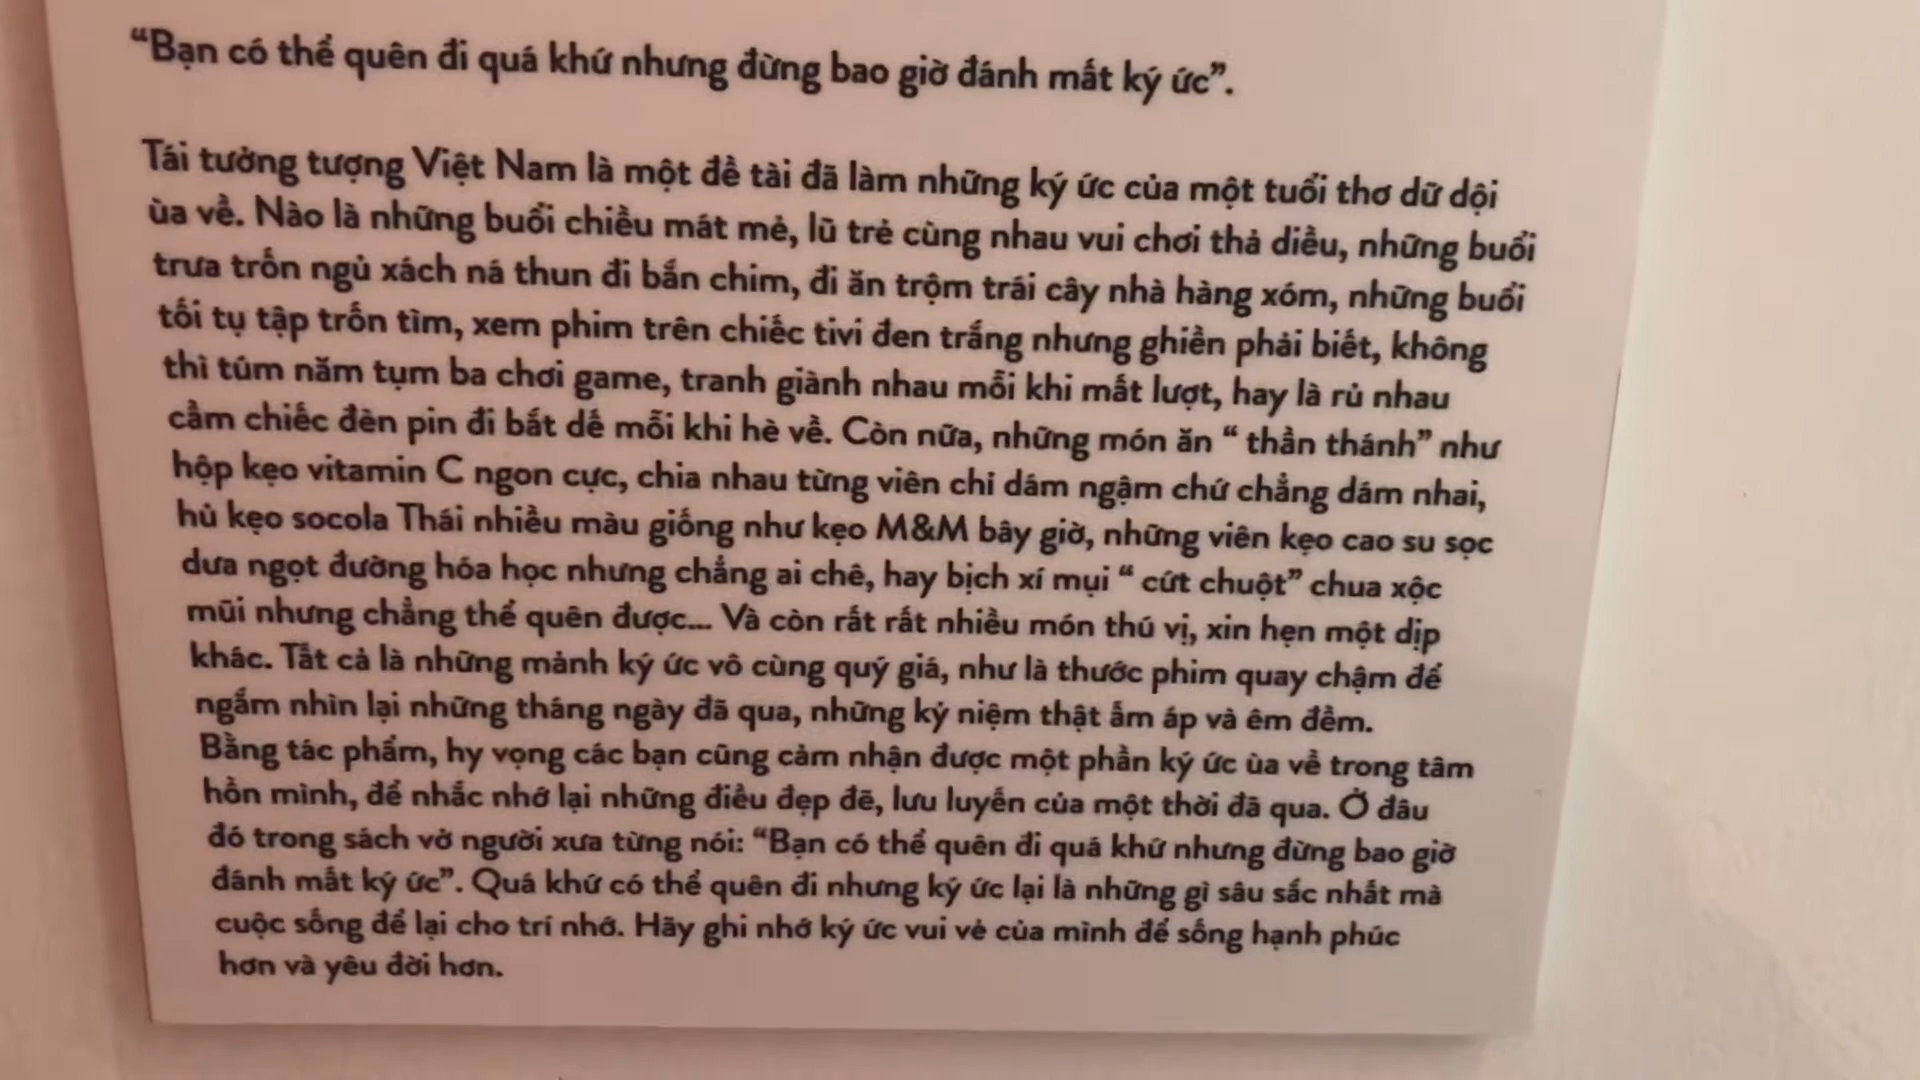 “Bạn có thể quên đi quá khứ nhưng đừng bao giờ đánh mất ký ức”.
Tái tưởng tượng Việt Nam là một đề tài đã làm những ký ức của một tuổi thơ dữ dội
ùa về. Nào là những buổi chiều mát mẻ, lũ trẻ cùng nhau vui chơi thả diều, những buổi
trưa trốn ngủ xách ná thun đi bắn chim, đi ăn trộm trái cây nhà hàng xóm, những buổi
tối tụ tập trốn tìm, xem phim trên chiếc tivi đen trắng nhưng ghiền phải biết, không
thì túm năm tụm ba chơi game, tranh giành nhau mỗi khi mất lượt, hay là rủ nhau
cầm chiếc đèn pin đi bắt dế mỗi khi hè về. Còn nữa, những món ăn “ thần thánh” như
hộp kẹo vitamin C ngon cực, chia nhau từng viên chỉ dám ngậm chứ chẳng dám nhai,
hủ kẹo socola Thái nhiều màu giống như kẹo M&M bây giờ, những viên kẹo cao su sọc
dưa ngọt đường hóa học nhưng chẳng ai chê, hay bịch xí mụi “ cứt chuột” chua xộc
mũi nhưng chẳng thể quên được... Và còn rất rất nhiều món thú vị, xin hẹn một dịp
khác. Tất cả là những mảnh ký ức vô cùng quý giá, như là thước phim quay chậm để
ngắm nhìn lại những tháng ngày đã qua, những kỷ niệm thật ấm áp và êm đềm.
Bằng tác phẩm, hy vọng các bạn cũng cảm nhận được một phần ký ức ùa về trong tâm
hồn mình, để nhắc nhớ lại những điều đẹp đẽ, lưu luyến của một thời đã qua. Ở đâu
đó trong sách vở người xưa từng nói: “Bạn có thể quên đi quá khứ nhưng đừng bao giờ
đánh mất ký ức”. Quá khứ có thể quên đi nhưng ký ức lại là những gì sâu sắc nhất mà
cuộc sống để lại cho trí nhớ. Hãy ghi nhớ ký ức vui vẻ của mình để sống hạnh phúc
hơn và yêu đời hơn.